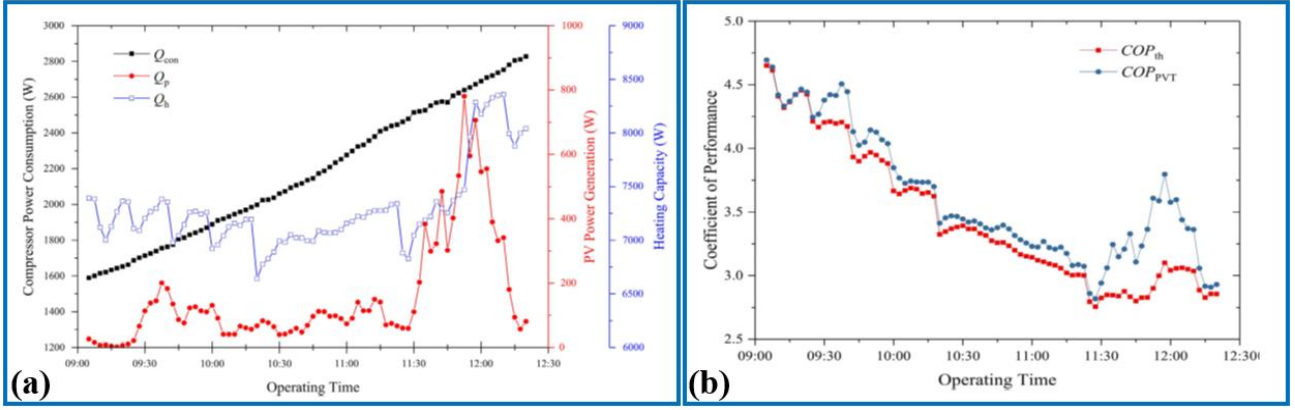 3000
2800
2600
2400
2200
2000
1800
1600
1400
1200
Compressor Power Consumption (W)
Qcon
Qp
Qh
1000
800
600
400
200
0
PV Power Generation (W)
9000
8500
8000
7500
7000
6500
6000
Heating Capacity (W)
09:00 09:30 10:00 10:30 11:00 11:30 12:00 12:30
Operating Time
(a)
5.0
4.5
4.0
3.5
3.0
2.5
Coefficient of Performance
COPth
COPPVT
09:00 09:30 10:00 10:30 11:00 11:30 12:00 12:30
Operating Time
(b)